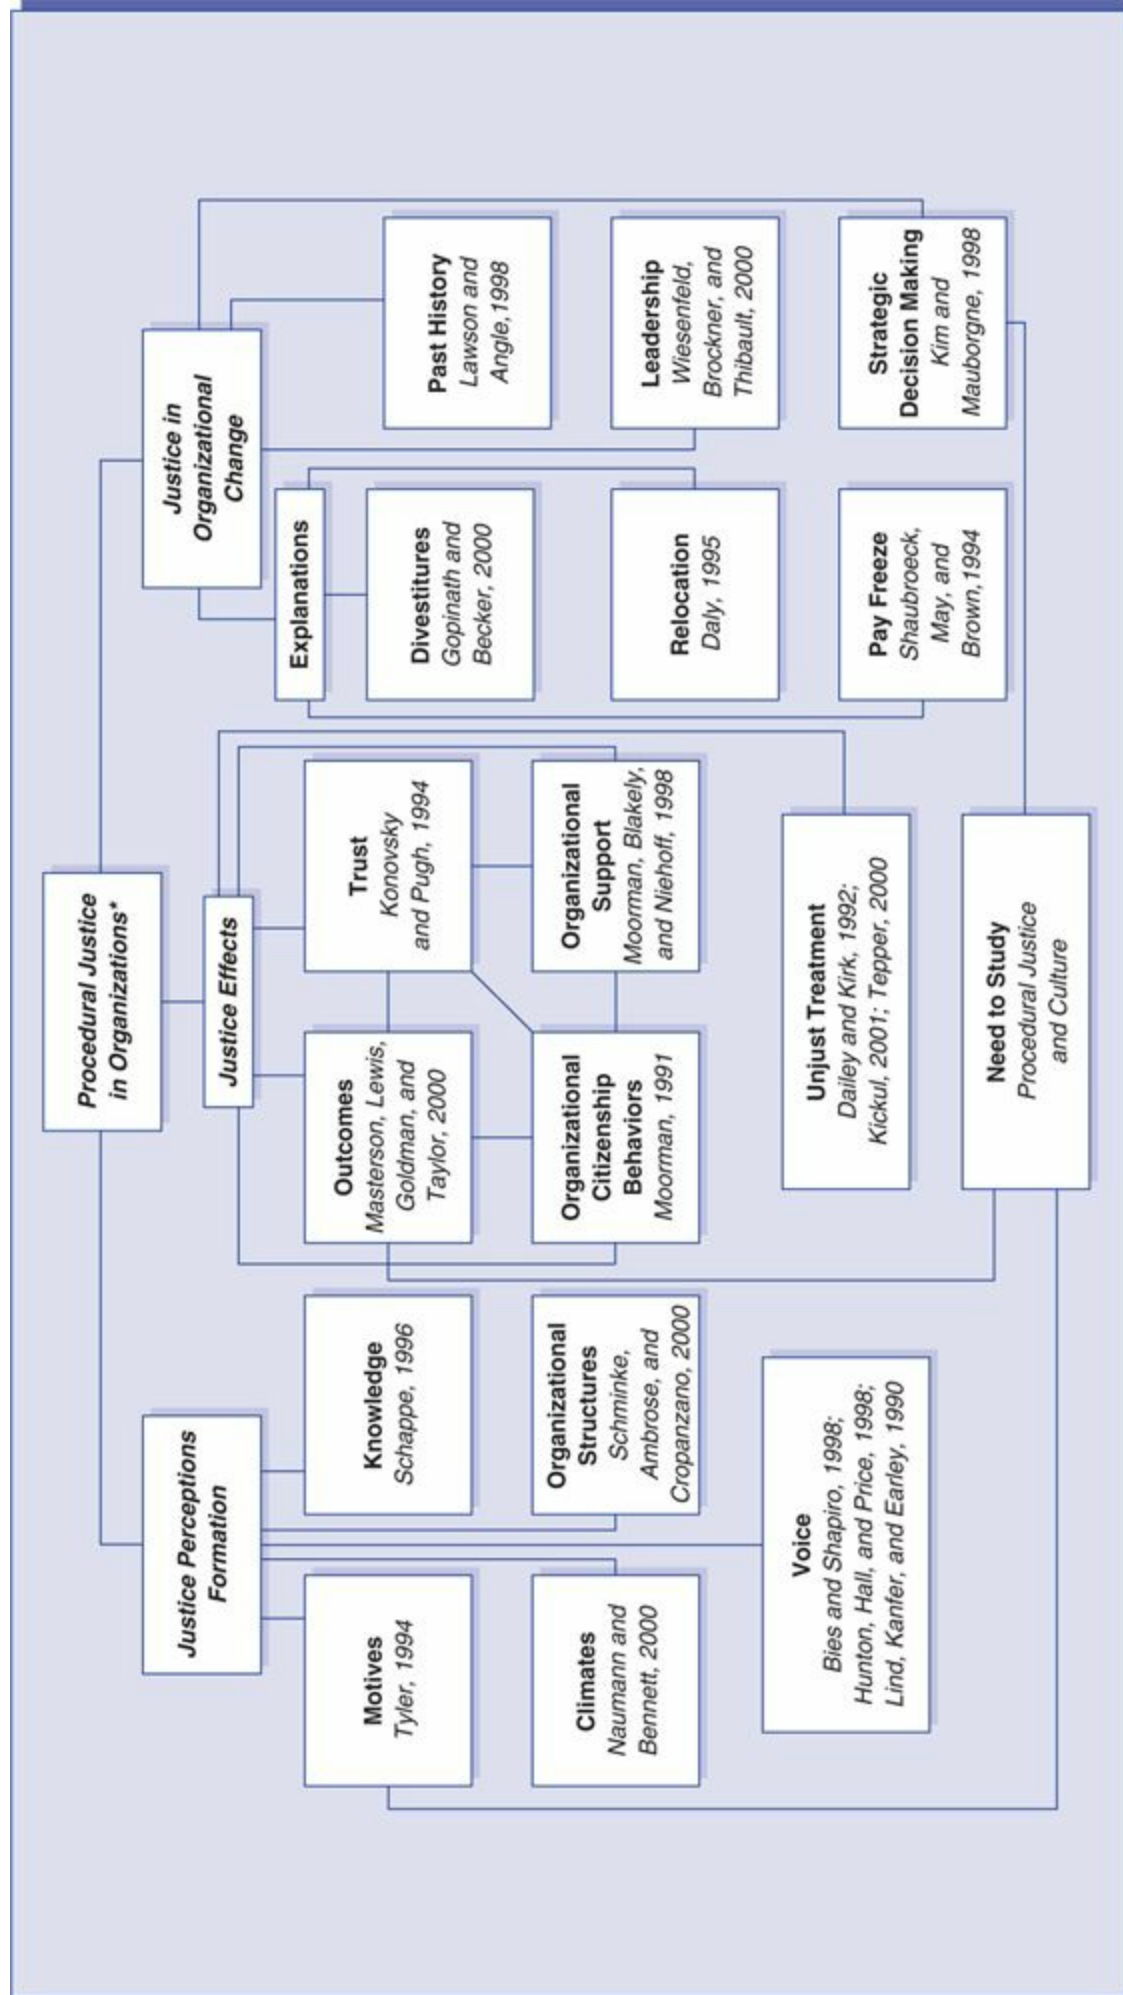 Procedural Justice
in Organizations*
Justice Perceptions
Formation
Motives
Tyler, 1994
Knowledge
Schappe, 1996
Climates
Naumann and
Bennett, 2000
Organizational
Structures
Schminke,
Ambrose, and
Cropanzano, 2000
Voice
Bies and Shapiro, 1998;
Hunton, Hall, and Price, 1998;
Lind, Kanfer, and Earley, 1990
Justice Effects
Outcomes
Masterson, Lewis,
Goldman, and
Taylor, 2000
Trust
Konovsky
and Pugh, 1994
Organizational
Citizenship
Behaviors
Moorman, 1991
Organizational
Support
Moorman, Blakely,
and Niehoff, 1998
Unjust Treatment
Dailey and Kirk, 1992;
Kickul, 2001; Tepper, 2000
Justice in
Organizational
Change
Explanations
Divestitures
Gopinath and
Becker, 2000
Past History
Lawson and
Angle,1998
Relocation
Daly, 1995
Leadership
Wiesenfeld,
Brockner, and
Thibault, 2000
Pay Freeze
Shaubroeck,
May, and
Brown,1994
Strategic
Decision Making
Kim and
Mauborgne, 1998
Need to Study
Procedural Justice
and Culture